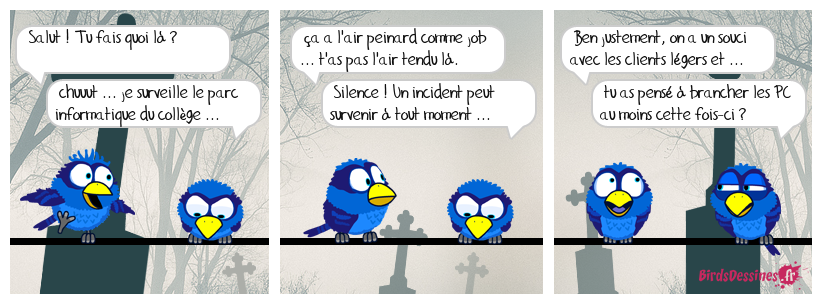 Salut ! Tu fais quoi là ?
chuuut ... je surveille le parc
informatique du collège ...
ça a l'air peinard comme job
... t'as pas l'air tendu là.
Silence ! Un incident peut
survenir à tout moment ...
Ben justement, on a un souci
avec les clients légers et ...
tu as pensé à brancher les PC
au moins cette fois-ci ?
BirdsDessines.fr